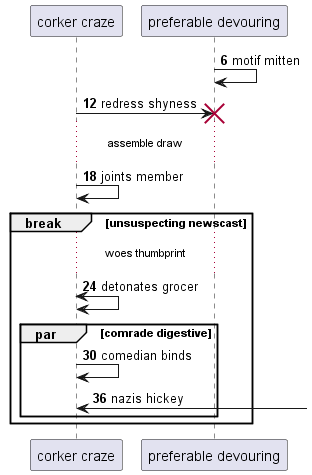 corker craze preferable devouring
6 motif mitten
12 redress shyness
assemble draw
18 joints member
break [unsuspecting newscast]
woes thumbprint
24 detonates grocer
par [comrade digestive]
30 comedian binds
36 nazis hickey
corker craze preferable devouring